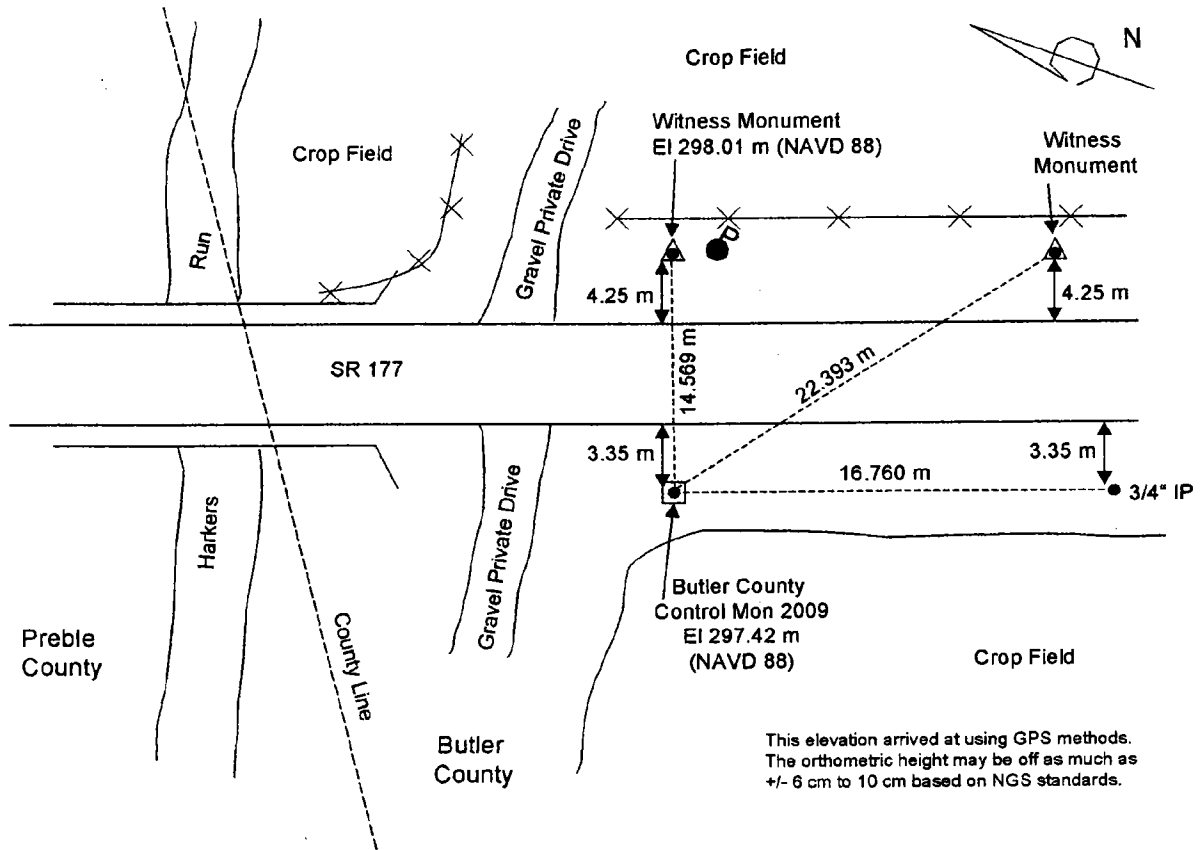 N
Crop Field
Witness Monument
El 298.01 m (NAVD 88)
Witness
Monument
Crop Field
Gravel Private Drive
Run
4.25 m
4.25 m
SR 177
14.569 m
22.393 m
3.35 m
3.35 m
16.760 m
3/4" IP
Harkers
Gravel Private Drive
Butler County
Control Mon 2009
El 297.42 m
(NAVD 88)
Preble
County
County Line
Crop Field
Butler
County
This elevation arrived at using GPS methods.
The orthometric height may be off as much as
+/- 6 cm to 10 cm based on NGS standards.